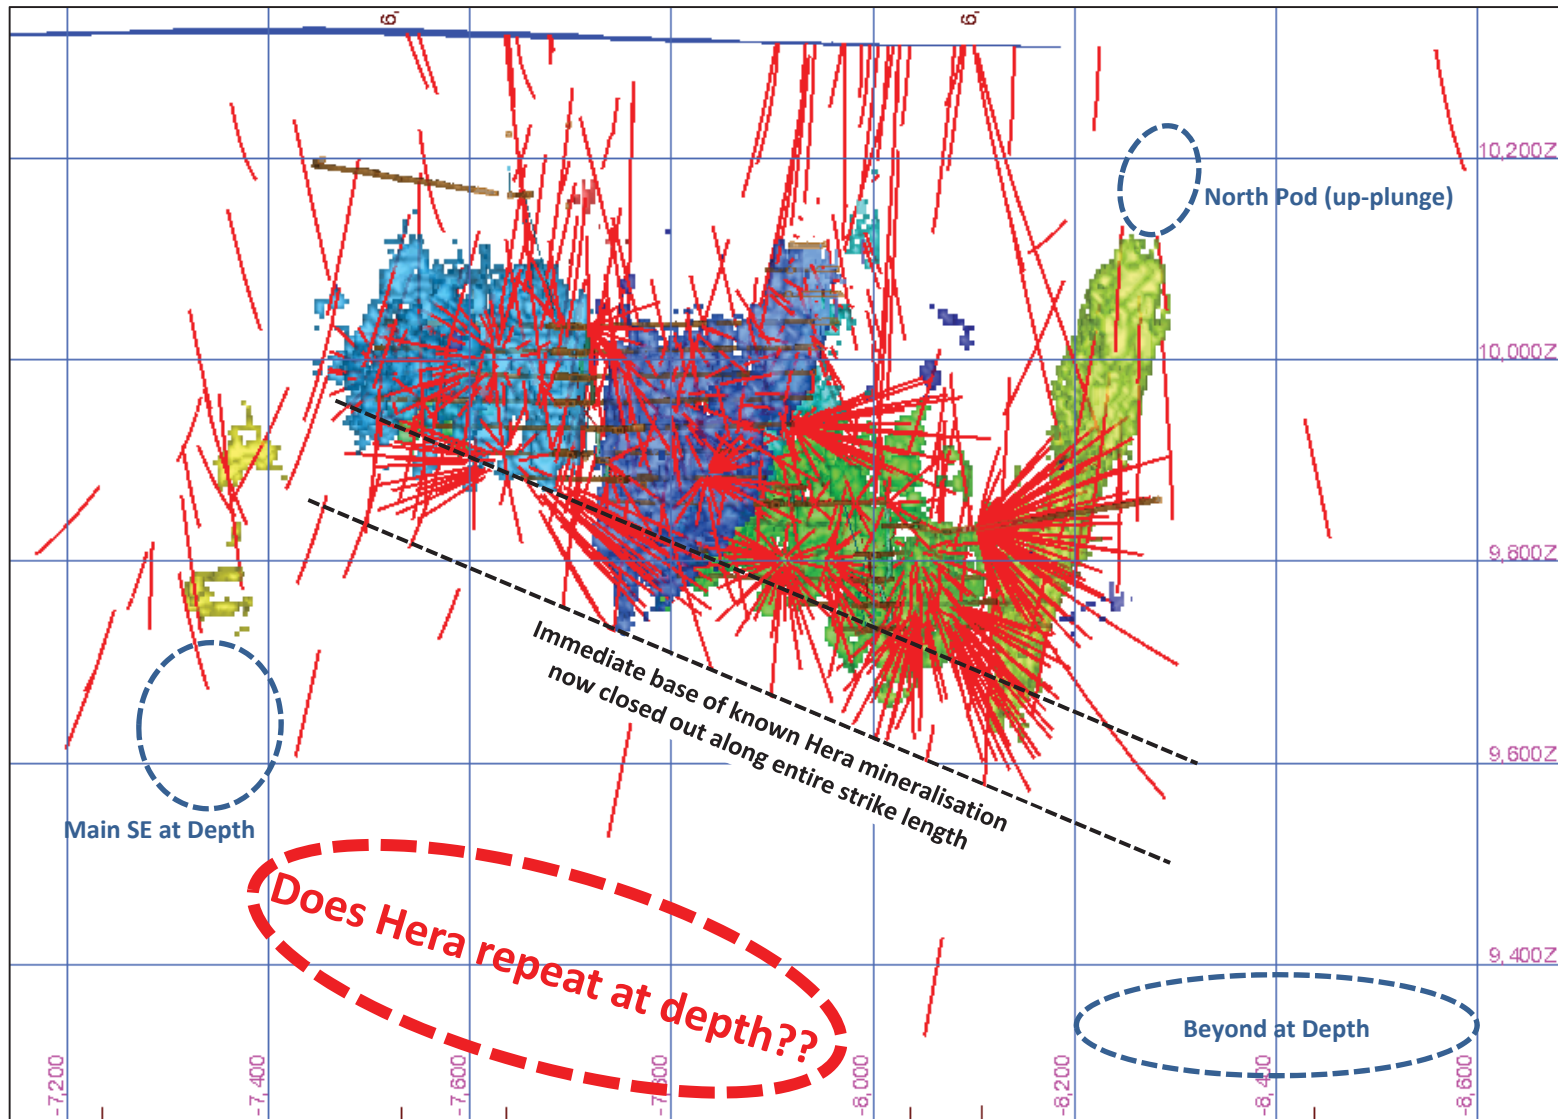 6,
6,
10,200Z
North Pod (up-plunge)
10,000Z
9,800Z
Immediate base of known Hera mineralisation
now closed out along entire strike length
9,600Z
Main SE at Depth
Does Hera repeat at depth??
9,400Z
Beyond at Depth
-7,200
-7,400
-7,600
-7,800
-8,000
-8,200
-8,400
-8,600